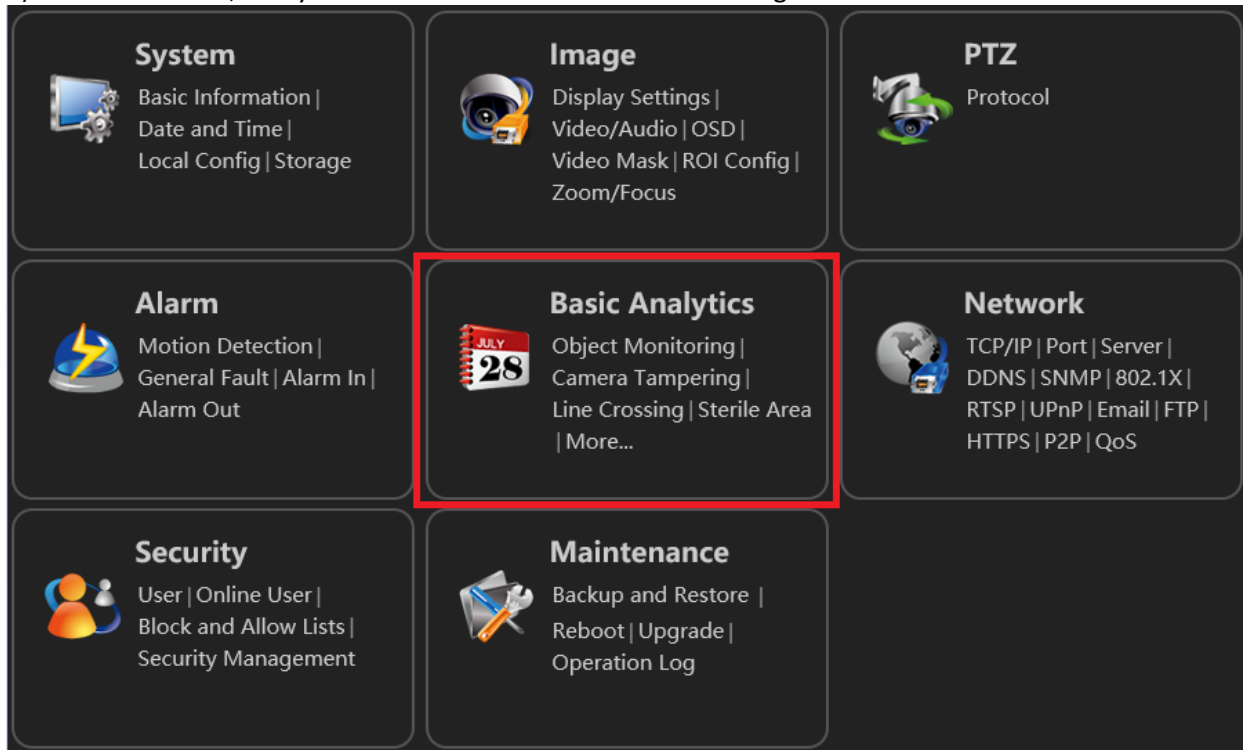 System
Basic Information |
Date and Time |
Local Config | Storage
Image
Display Settings |
Video/Audio | OSD |
Video Mask | ROI Config |
Zoom/Focus
PTZ
Protocol
Alarm
Motion Detection |
General Fault | Alarm In |
Alarm Out
JULY
28
Basic Analytics
Object Monitoring |
Camera Tampering |
Line Crossing | Sterile Area
| More...
Network
TCP/IP | Port | Server |
DDNS | SNMP | 802.1X |
RTSP | UPnP | Email | FTP |
HTTPS | P2P | QoS
Security
User | Online User |
Block and Allow Lists |
Security Management
Maintenance
Backup and Restore |
Reboot | Upgrade |
Operation Log